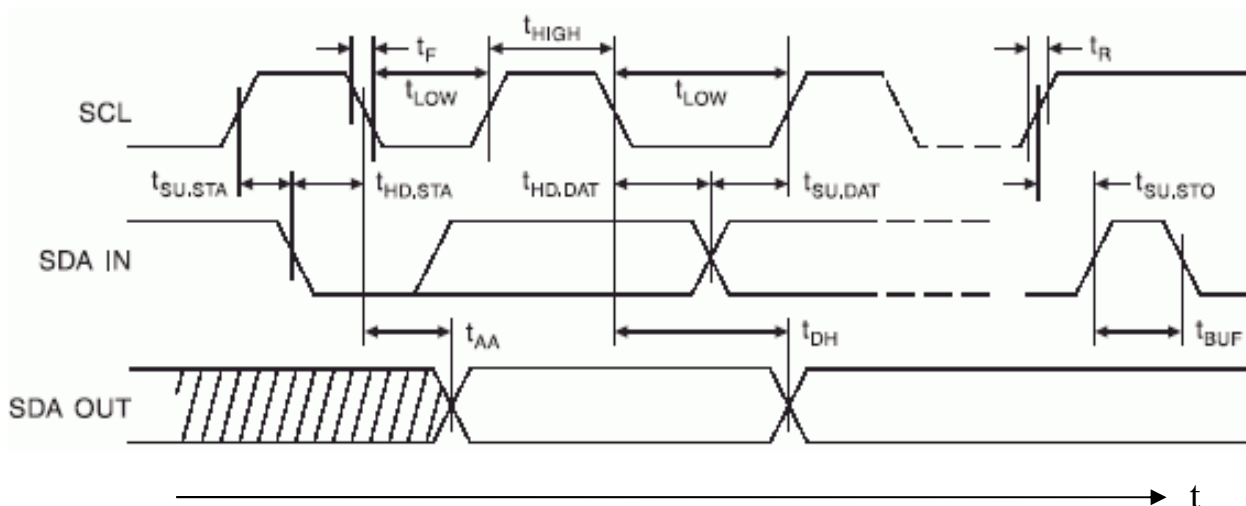 tF
tHIGH
tR
SCL
tLOW
tLOW
tSU.STA
tHD.STA
tHD.DAT
tSU.DAT
tSU.STO
SDA IN
tAA
tDH
tBUF
SDA OUT
t